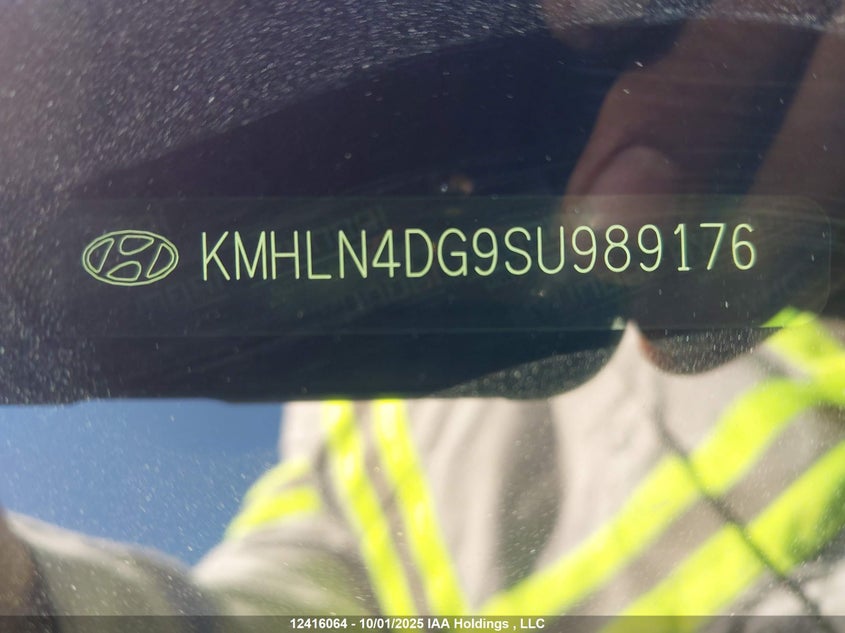 KMHLN4DG9SU989176
12416064 - 10/01/2025 IAA Holdings , LLC